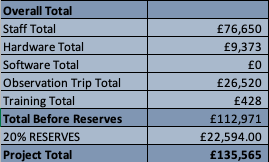 Overall Total
Staff Total £76,650
Hardware Total £9,373
Software Total £0
Observation Trip Total £26,520
Training Total £428
Total Before Reserves £112,971
20% RESERVES £22,594.00
Project Total £135,565